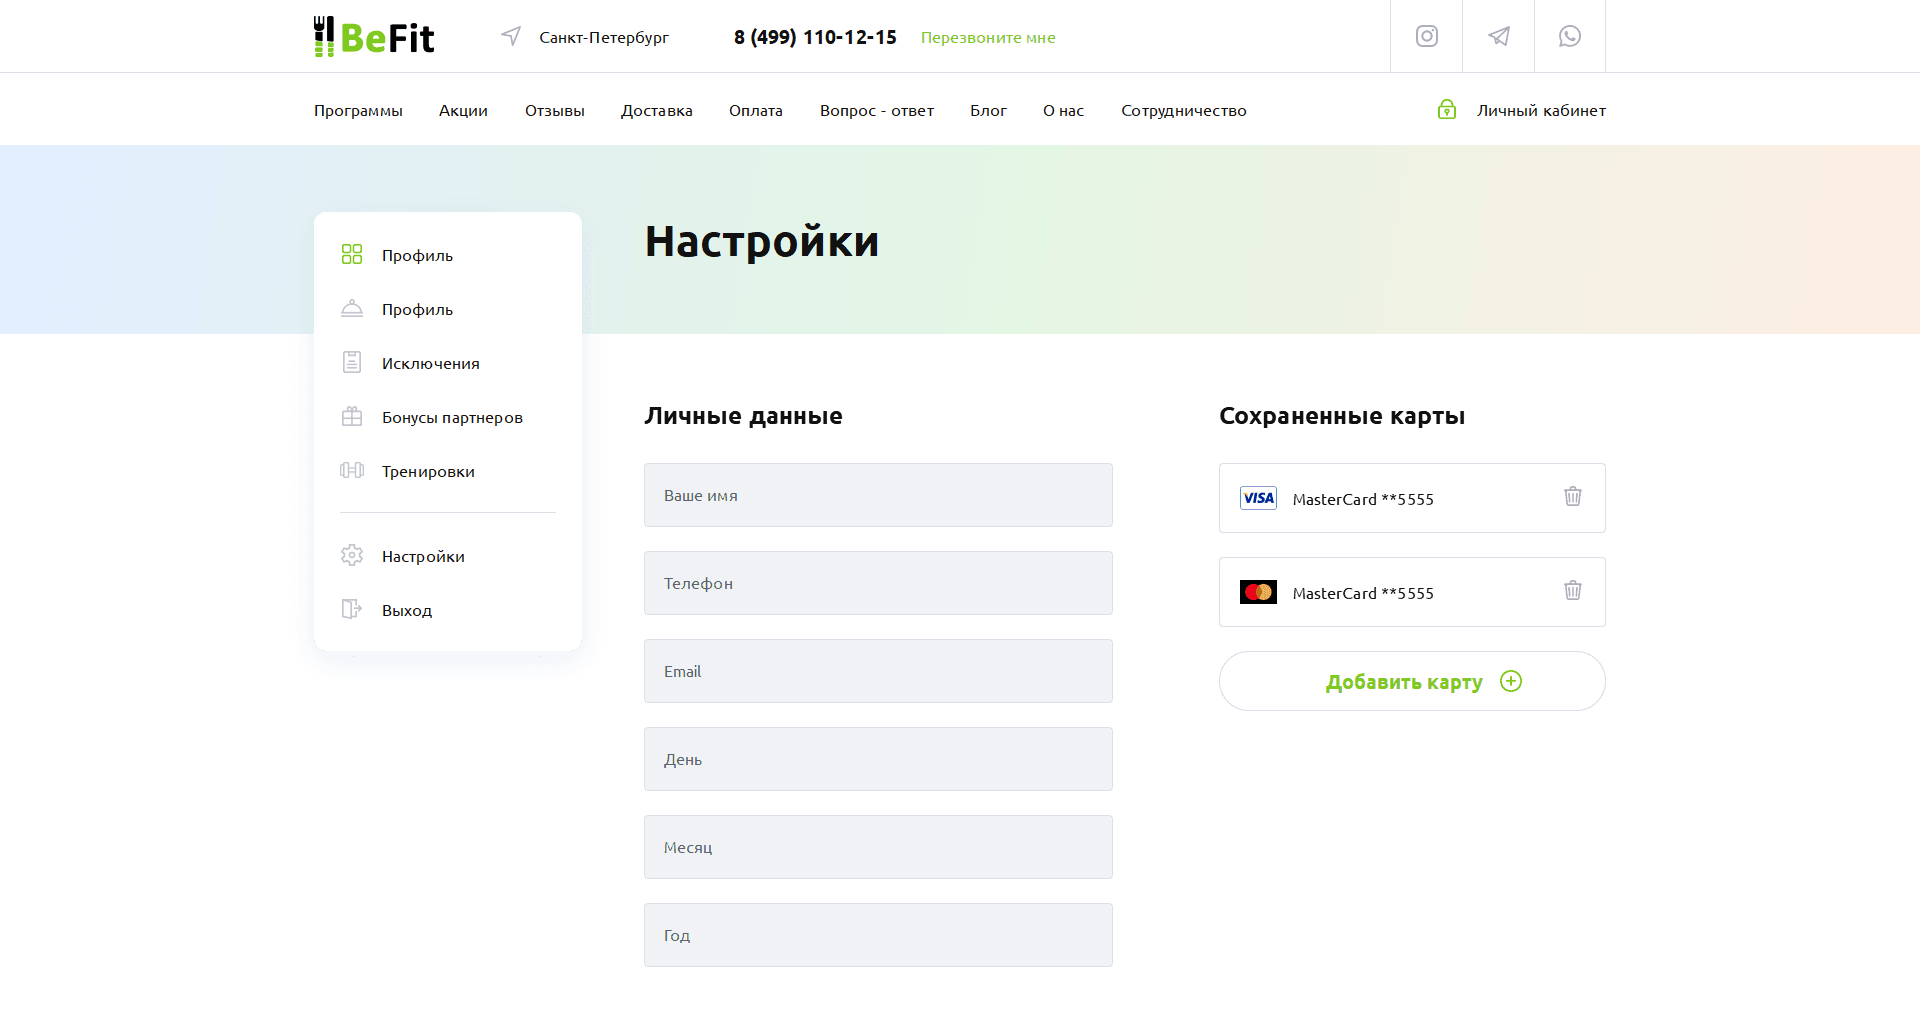 BeFit
Санкт-Петербург
8 (499) 110-12-15
Перезвоните мне
Программы
Акции
Отзывы
Доставка
Оплата
Вопрос - ответ
Блог
О нас
Сотрудничество
Личный кабинет
Профиль
Профиль
Исключения
Бонусы партнеров
Тренировки
Настройки
Выход
Настройки
Личные данные
Ваше имя
Телефон
Email
День
Месяц
Год
Сохраненные карты
VISA
MasterCard **5555
MasterCard **5555
Добавить карту